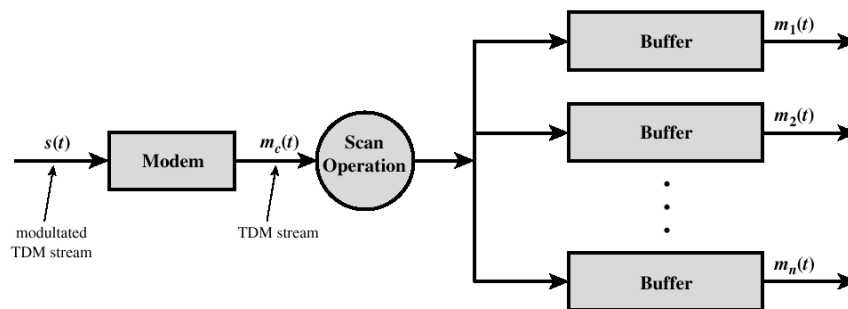 s(t)
Modem
modultated
TDM stream
m_c(t)
TDM stream
Scan
Operation
Buffer
m_1(t)
Buffer
m_2(t)
Buffer
m_n(t)